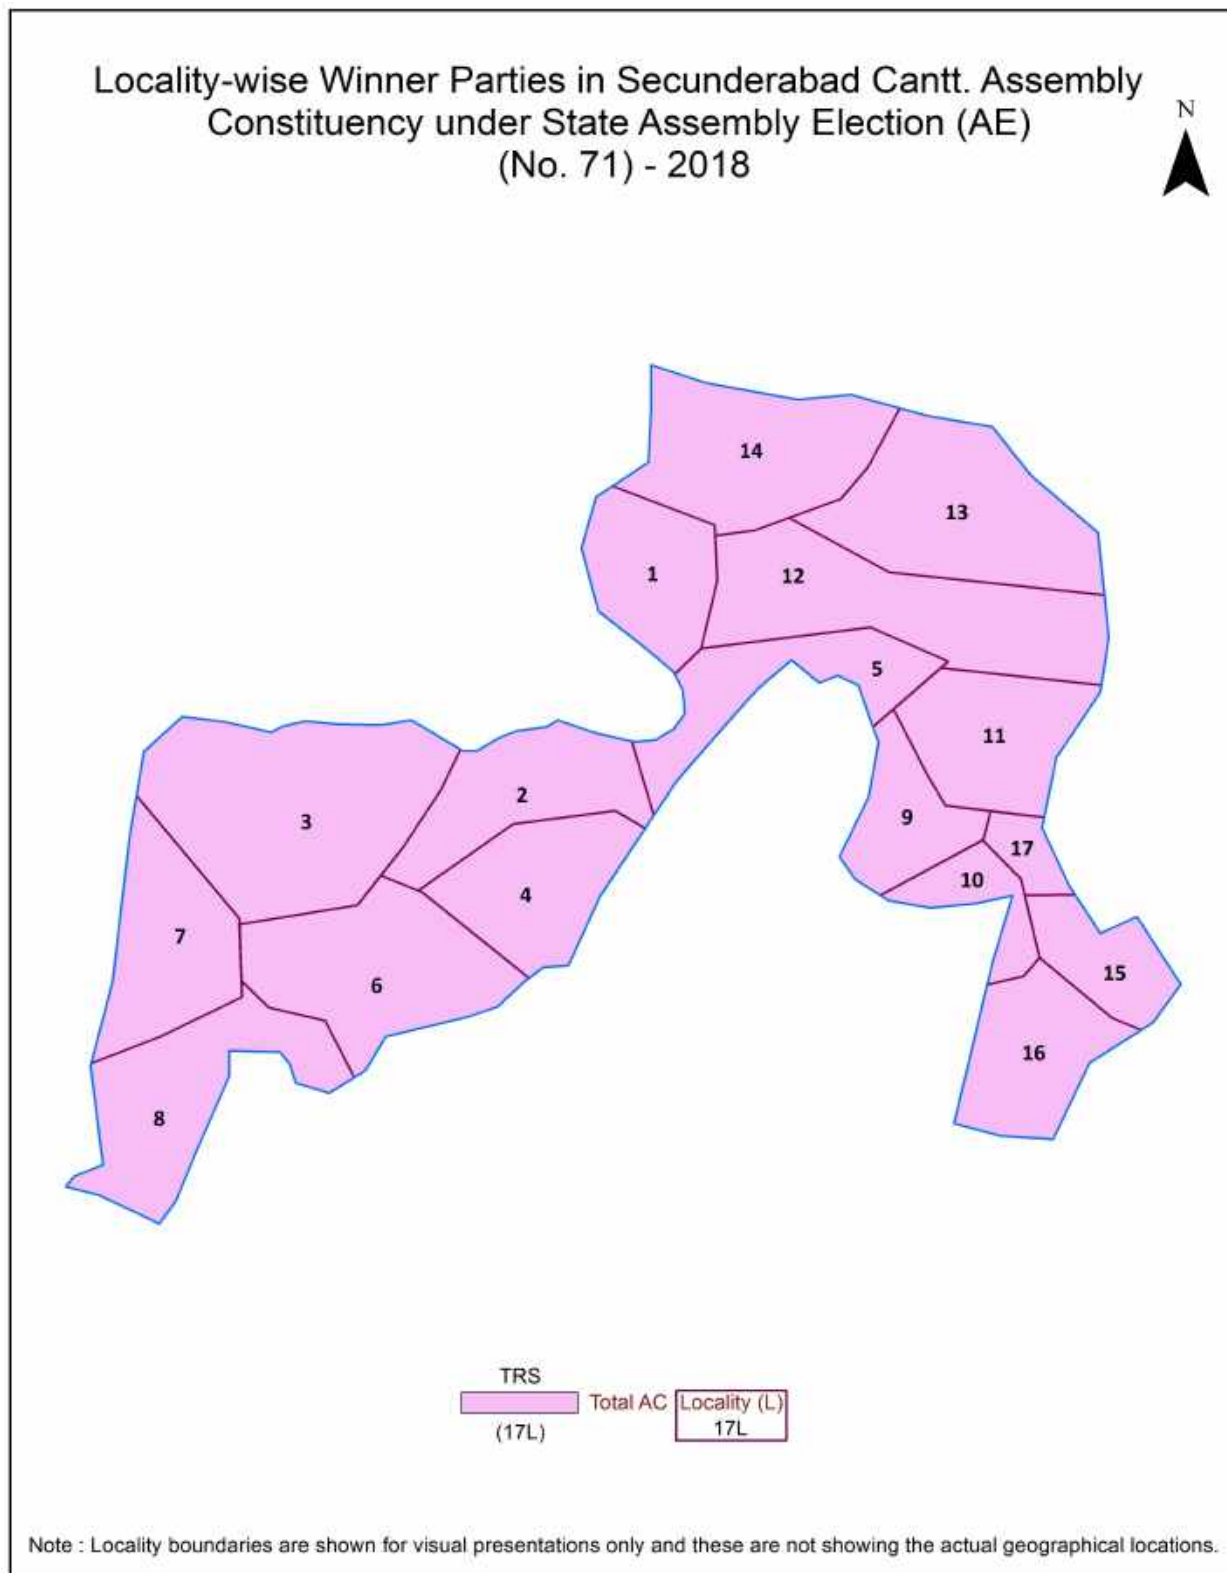 Locality-wise Winner Parties in Secunderabad Cantt. Assembly
Constituency under State Assembly Election (AE)
(No. 71) - 2018
N
14
13
1
12
5
11
2
3
9
17
10
4
7
15
6
16
8
TRS
Total AC
Locality (L)
(17L)
17L
Note : Locality boundaries are shown for visual presentations only and these are not showing the actual geographical locations.